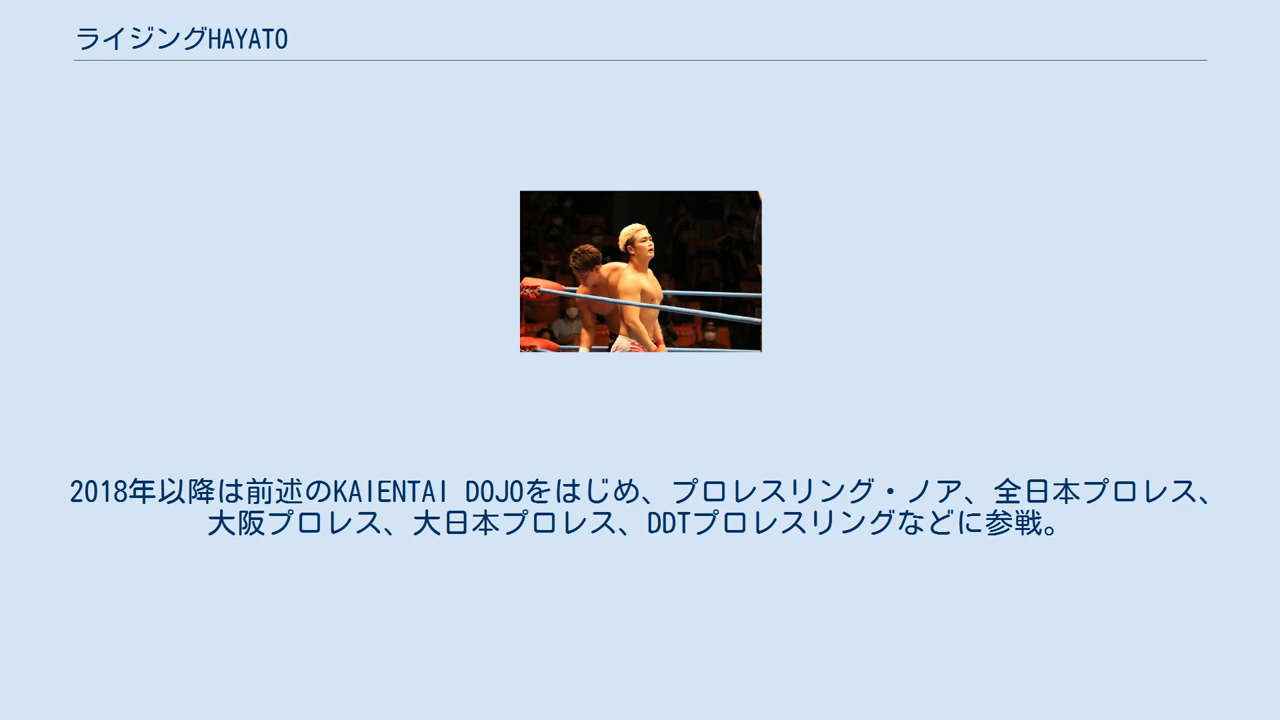 ライジングHAYATO
2018年以降は前述のKAIENTAI DOJOをはじめ、プロレスリング・ノア、全日本プロレス、
大阪プロレス、大日本プロレス、DDTプロレスリングなどに参戦。